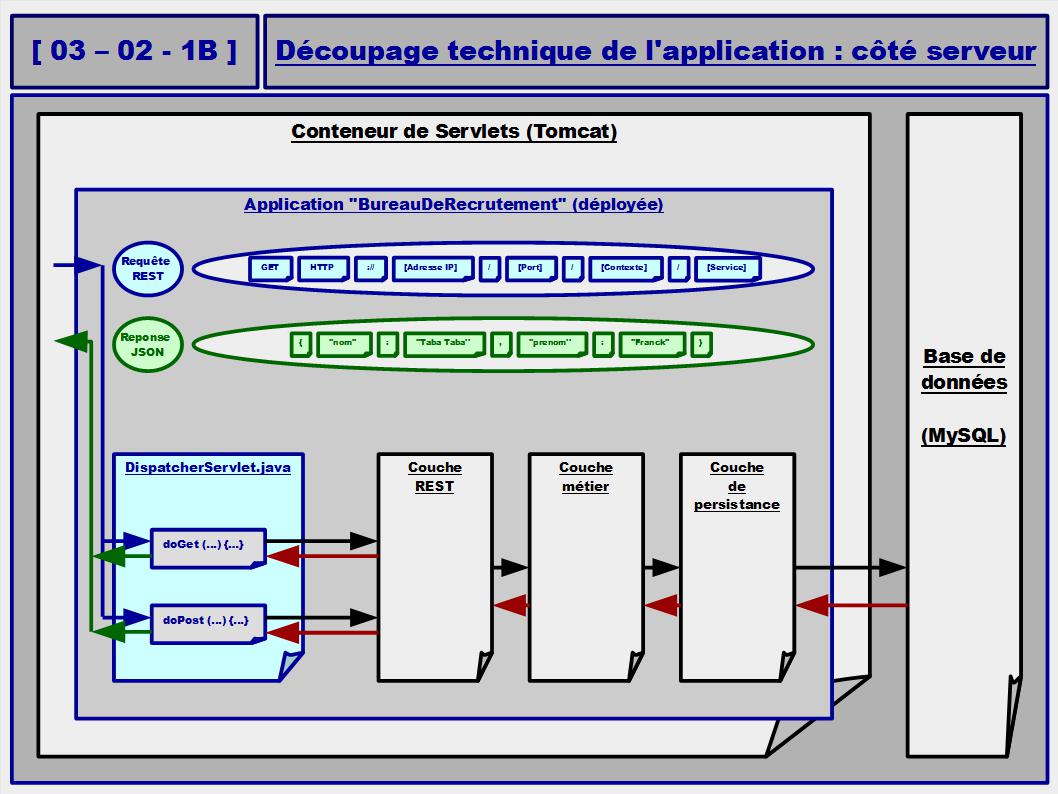 [ 03 – 02 - 1B ]
Découpage technique de l'application : côté serveur
Conteneur de Servlets (Tomcat)
Application "BureauDeRecrutement" (déployée)
Requête
REST
GET HTTP :// [Adresse IP] / [Port] / [Contexte] / [Service]
Reponse
JSON
{ "nom" : "Taba Taba" , "prenom" : "Franck" }
DispatcherServlet.java
doGet (...) {...}
doPost (...) {...}
Couche
REST
Couche
métier
Couche
de
persistance
Base de
données
(MySQL)